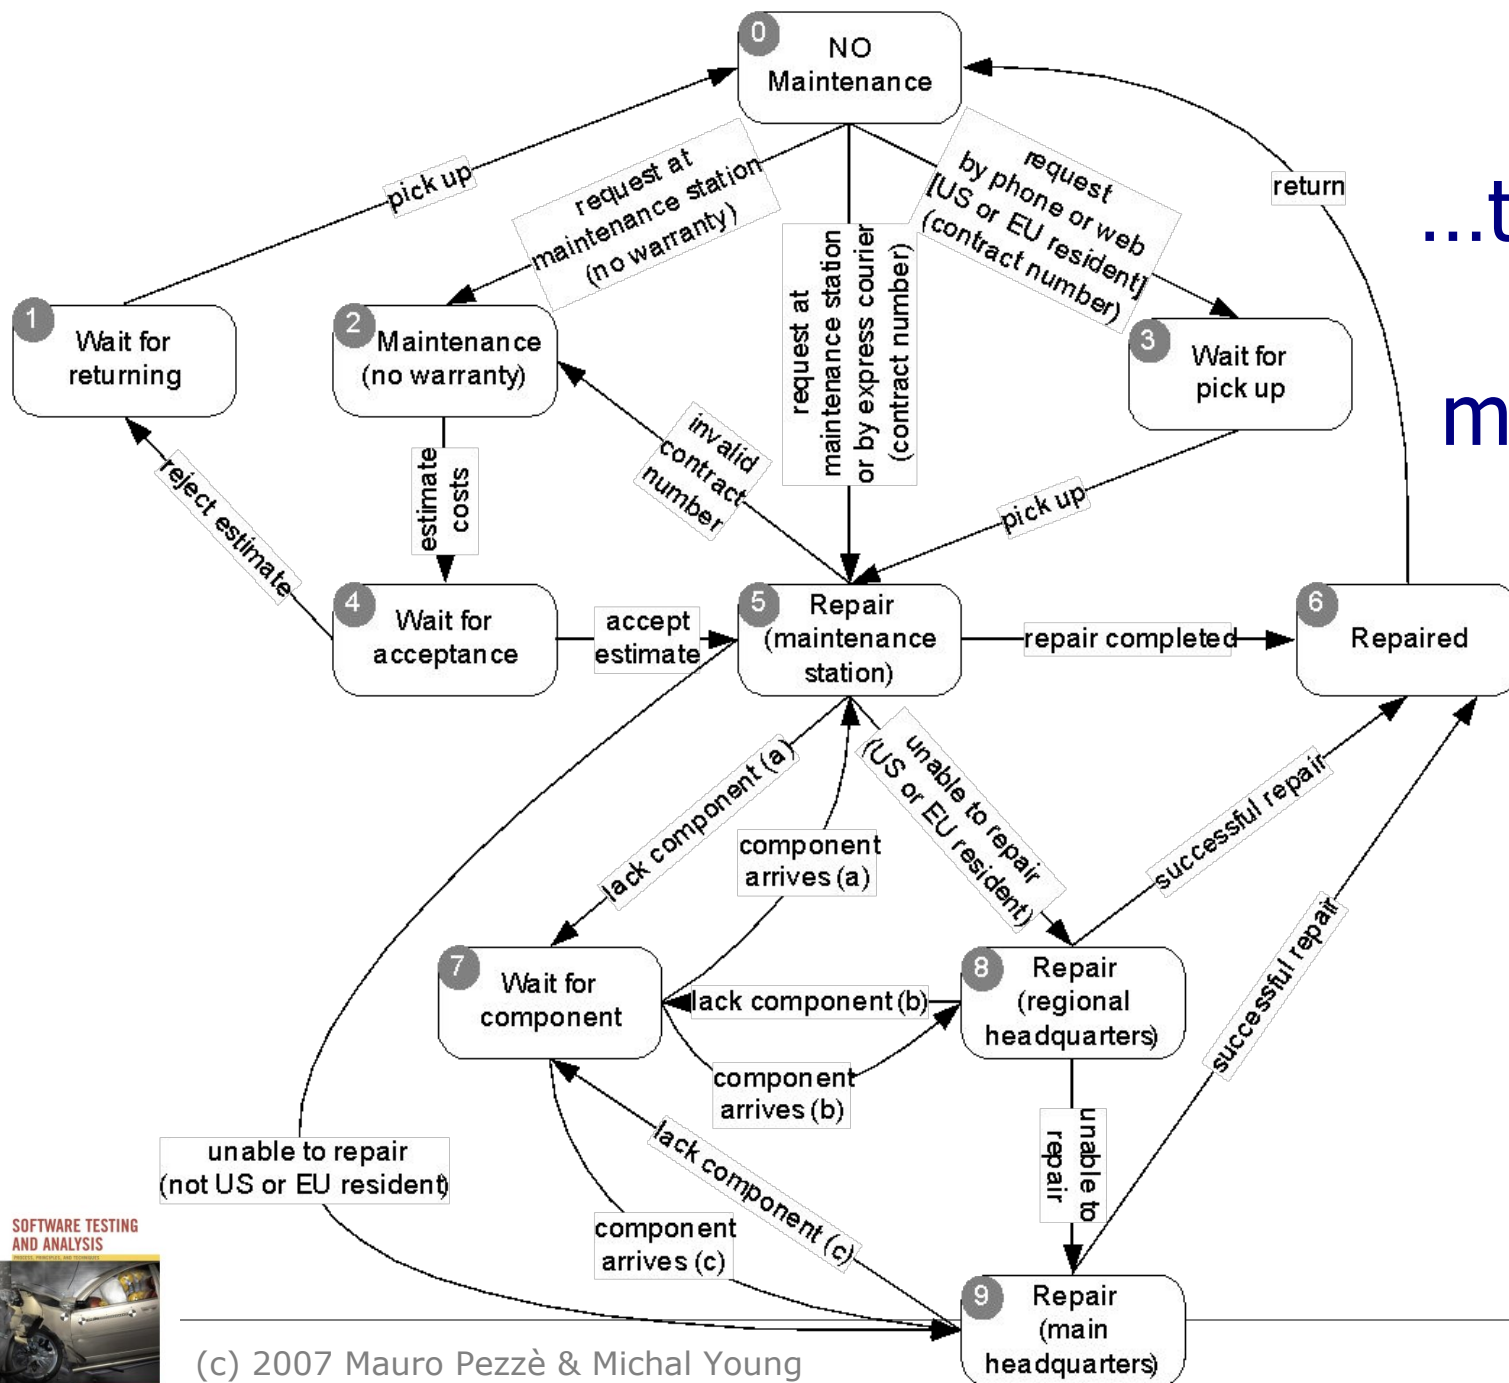 0
NO
Maintenance
...t
pick up
request at
maintenance station
(no warranty)
request at
maintenance station
or by express courier
(contract number)
request
by phone or web
[US or EU resident]
(contract number)
return
m
1
Wait for
returning
2
Maintenance
(no warranty)
3
Wait for
pick up
reject estimate
estimate
costs
invalid
contract
number
pick up
4
Wait for
acceptance
accept
estimate
5
Repair
(maintenance
station)
repair completed
6
Repaired
lack component (a)
component
arrives (a)
unable to repair
(US or EU resident)
successful repair
successful repair
7
Wait for
component
lack component (b)
component
arrives (b)
8
Repair
(regional
headquarters)
unable to repair
(not US or EU resident)
component
arrives (c)
lack component (c)
unable to
repair
9
Repair
(main
headquarters)
SOFTWARE TESTING
AND ANALYSIS
(c) 2007 Mauro Pezzè & Michal Young